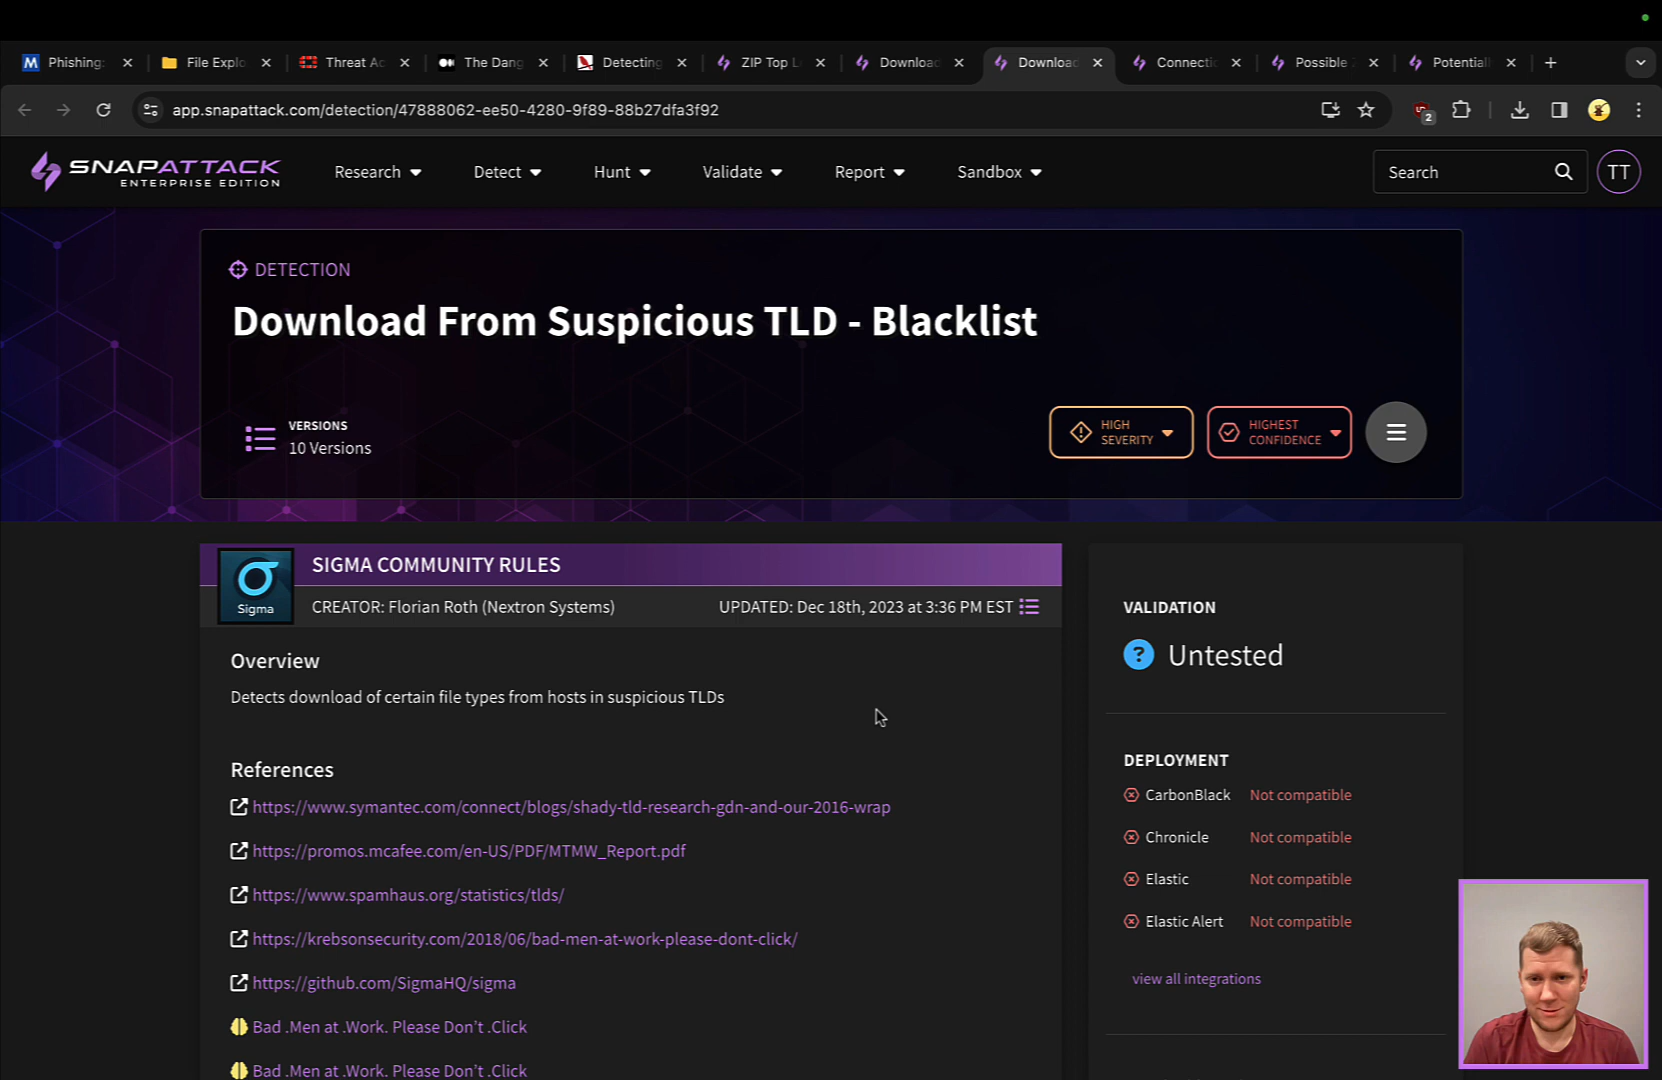 Phishing:
File Explo
Threat Ac
The Dang
Detecting
ZIP Top L
Download
Download
Connecti
Possible
Potentiall
app.snapattack.com/detection/47888062-ee50-4280-9f89-88b27dfa3f92
2
SNAPATTACK
ENTERPRISE EDITION
Research
Detect
Hunt
Validate
Report
Sandbox
Search
TT
DETECTION
Download From Suspicious TLD - Blacklist
VERSIONS
10 Versions
HIGH
SEVERITY
HIGHEST
CONFIDENCE
Sigma
SIGMA COMMUNITY RULES
CREATOR: Florian Roth (Nextron Systems)
UPDATED: Dec 18th, 2023 at 3:36 PM EST
Overview
Detects download of certain file types from hosts in suspicious TLDs
References
https://www.symantec.com/connect/blogs/shady-tld-research-gdn-and-our-2016-wrap
https://promos.mcafee.com/en-US/PDF/MTMW_Report.pdf
https://www.spamhaus.org/statistics/tlds/
https://krebsonsecurity.com/2018/06/bad-men-at-work-please-dont-click/
https://github.com/SigmaHQ/sigma
Bad .Men at .Work. Please Don't .Click
Bad .Men at .Work. Please Don't .Click
VALIDATION
Untested
DEPLOYMENT
CarbonBlack Not compatible
Chronicle Not compatible
Elastic Not compatible
Elastic Alert Not compatible
view all integrations